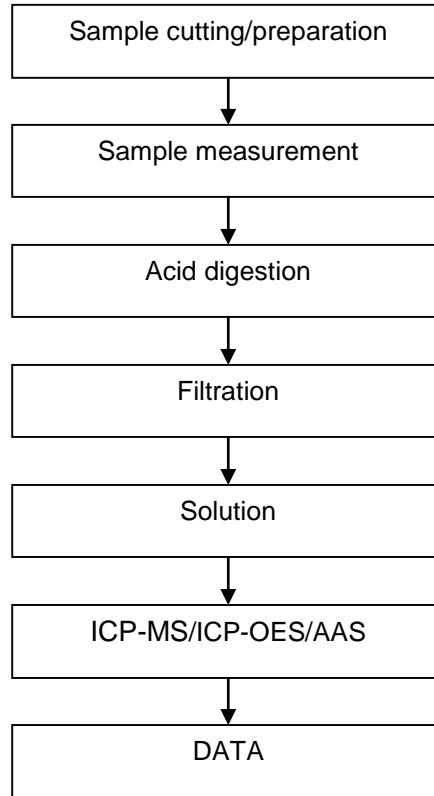 Sample cutting/preparation
Sample measurement
Acid digestion
Filtration
Solution
ICP-MS/ICP-OES/AAS
DATA